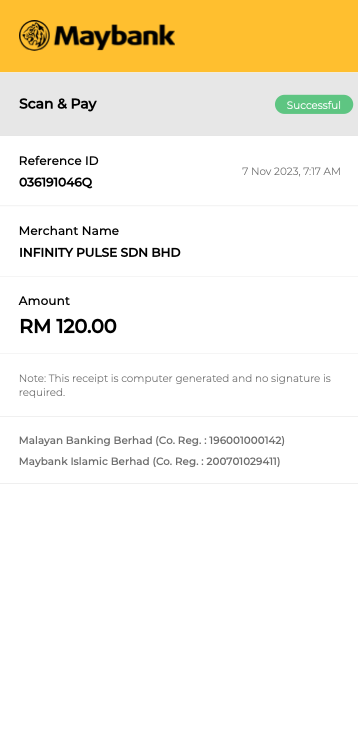 Maybank
Scan & Pay
Successful
Reference ID
036191046Q
7 Nov 2023, 7:17 AM
Merchant Name
INFINITY PULSE SDN BHD
Amount
RM 120.00
Note: This receipt is computer generated and no signature is
required.
Malayan Banking Berhad (Co. Reg. : 196001000142)
Maybank Islamic Berhad (Co. Reg. : 200701029411)